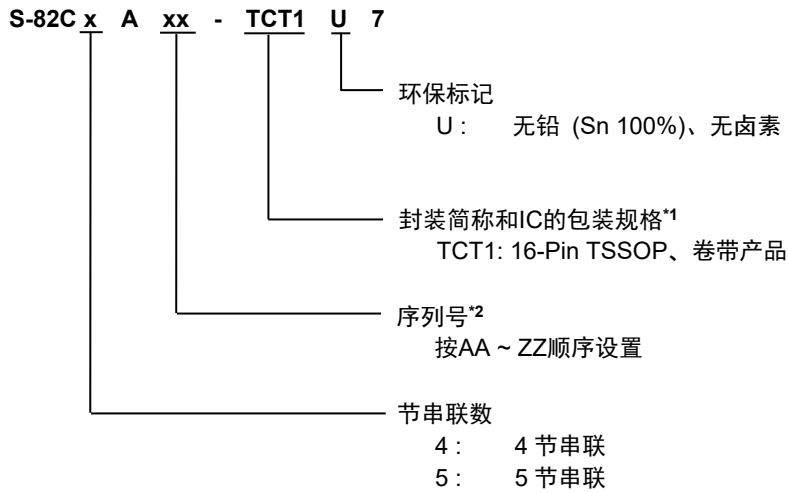 S-82C x A xx - TCT1 U 7
环保标记
U : 无铅 (Sn 100%)、无卤素
封装简称和IC的包装规格*1
TCT1: 16-Pin TSSOP、卷带产品
序列号*2
按AA ~ ZZ顺序设置
节串联数
4 : 4 节串联
5 : 5 节串联